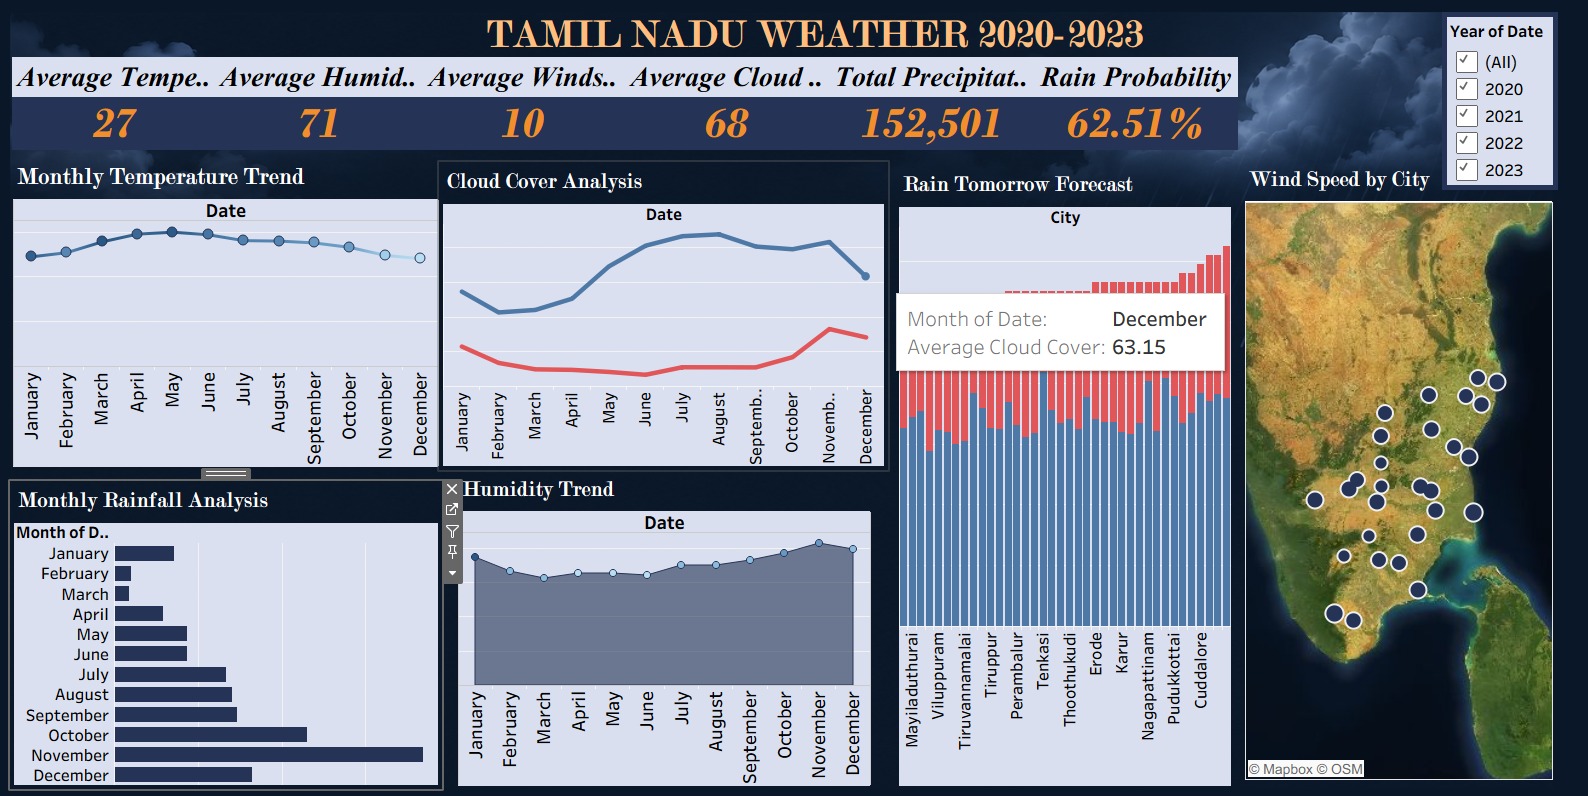 TAMIL NADU WEATHER 2020-2023
Year of Date
(All)
2020
2021
2022
2023
Average Tempe.. Average Humid.. Average Winds.. Average Cloud .. Total Precipitat.. Rain Probability
27 71 10 68 152,501 62.51%
Monthly Temperature Trend
Date
January
February
March
April
May
June
July
August
September
October
November
December
Cloud Cover Analysis
Date
January
February
March
April
May
June
July
August
Septemb..
October
Novemb..
December
Rain Tomorrow Forecast
City
Month of Date: December
Average Cloud Cover: 63.15
Mayiladuthurai
Viluppuram
Tiruvannamalai
Tiruppur
Perambalur
Tenkasi
Thoothukudi
Erode
Karur
Nagapattinam
Pudukkottai
Cuddalore
Wind Speed by City
© Mapbox © OSM
Monthly Rainfall Analysis
Month of D..
January
February
March
April
May
June
July
August
September
October
November
December
Humidity Trend
Date
January
February
March
April
May
June
July
August
September
October
November
December